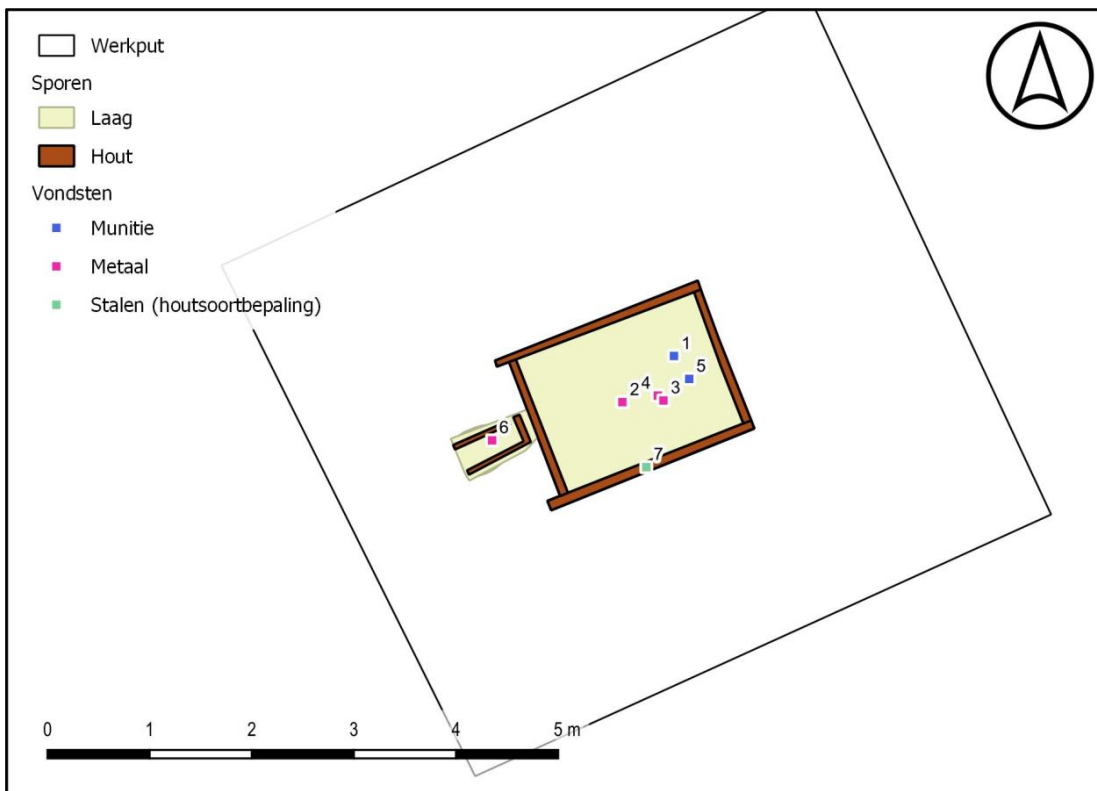 Werkput
Sporen
Laag
Hout
Vondsten
Munitie
Metaal
Stalen (houtsoortbepaling)
1
5
2 4 3
6
7
0 1 2 3 4 5 m